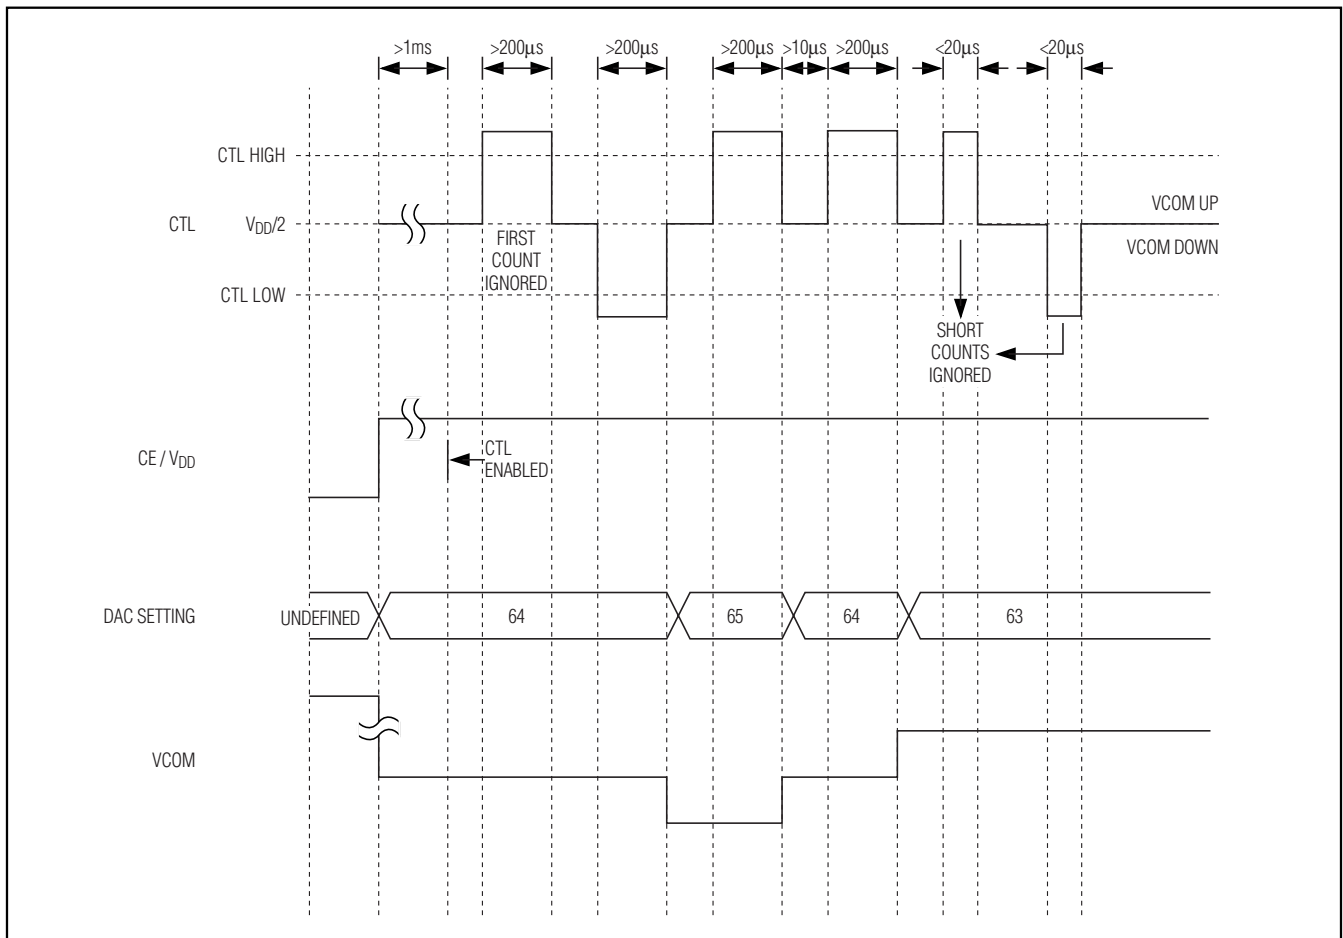 >1ms >200µs >200µs >200µs >10µs >200µs <20µs <20µs
CTL HIGH
VCOM UP
CTL VDD/2
FIRST
COUNT
IGNORED
VCOM DOWN
CTL LOW
SHORT
COUNTS
IGNORED
CTL
ENABLED
CE / VDD
DAC SETTING UNDEFINED 64 65 64 63
VCOM